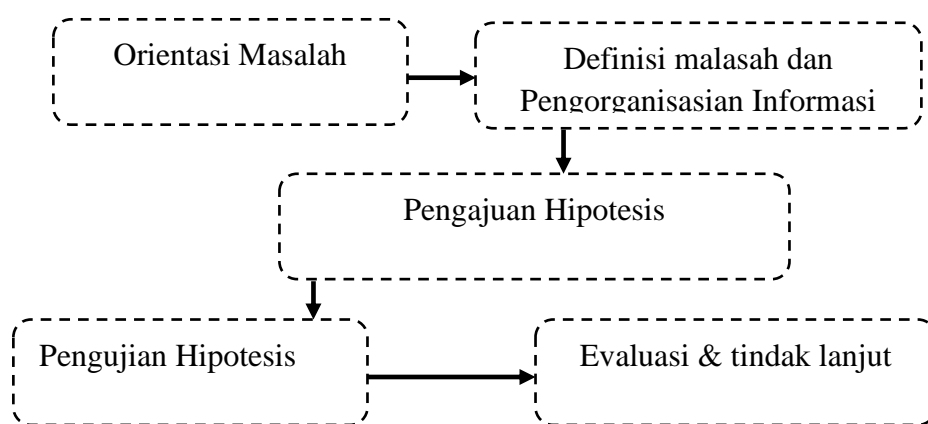 Orientasi Masalah
Definisi malasah dan
Pengorganisasian Informasi
Pengajuan Hipotesis
Pengujian Hipotesis
Evaluasi & tindak lanjut